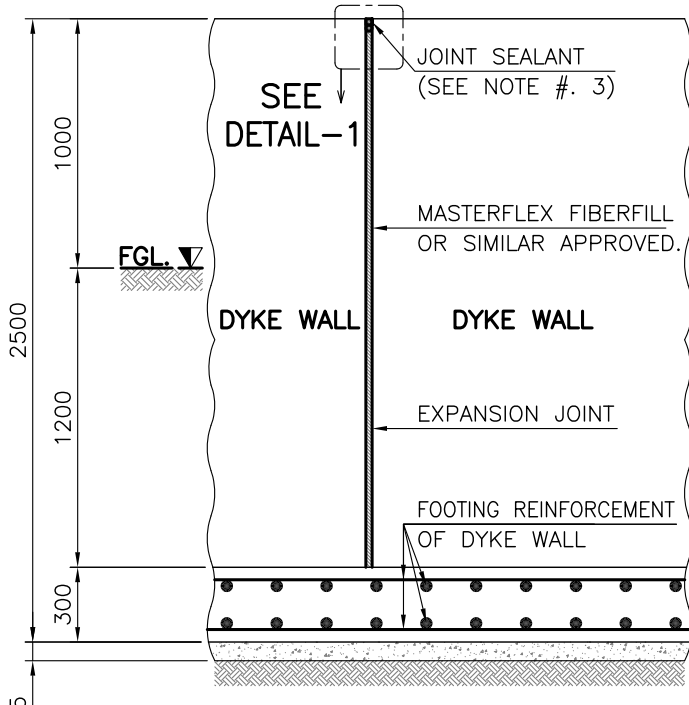 JOINT SEALANT
(SEE NOTE #. 3)
SEE
DETAIL-1
1000
MASTERFLEX FIBERFILL
OR SIMILAR APPROVED.
FGL.
2500
DYKE WALL
DYKE WALL
1200
EXPANSION JOINT
FOOTING REINFORCEMENT
OF DYKE WALL
300